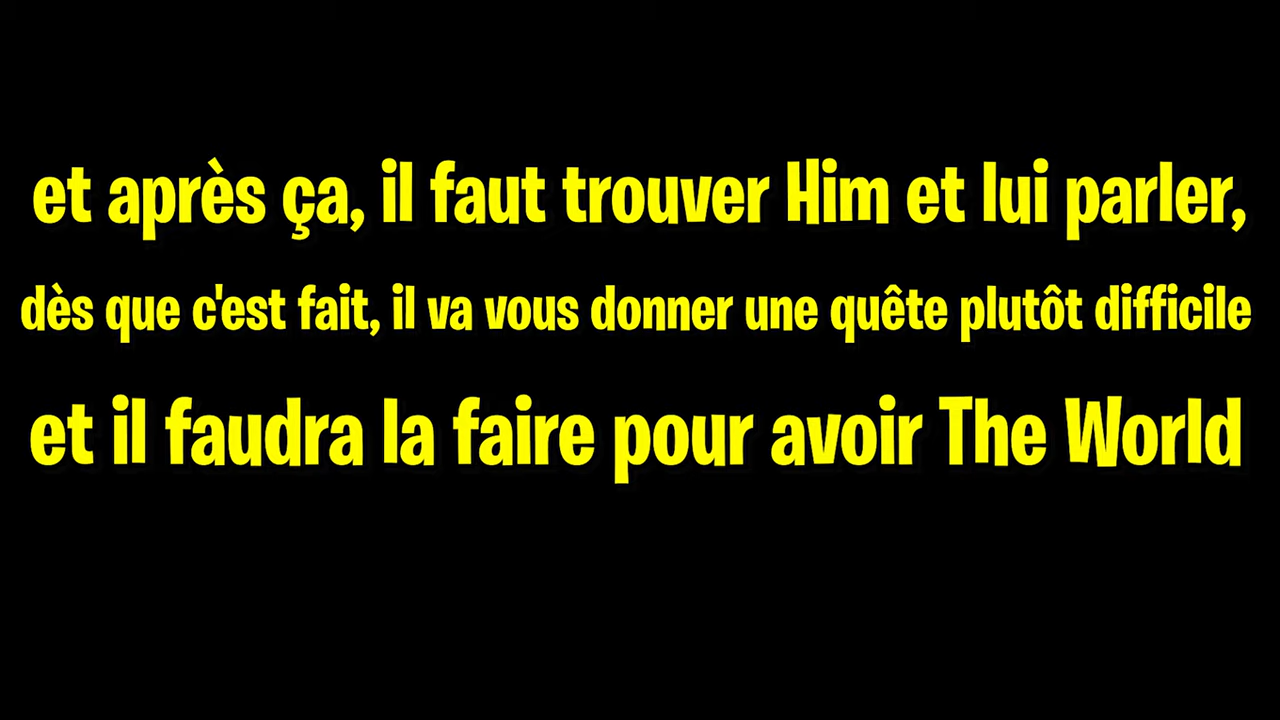 et après ça, il faut trouver Him et lui parler,
dès que c'est fait, il va vous donner une quête plutôt difficile
et il faudra la faire pour avoir The World